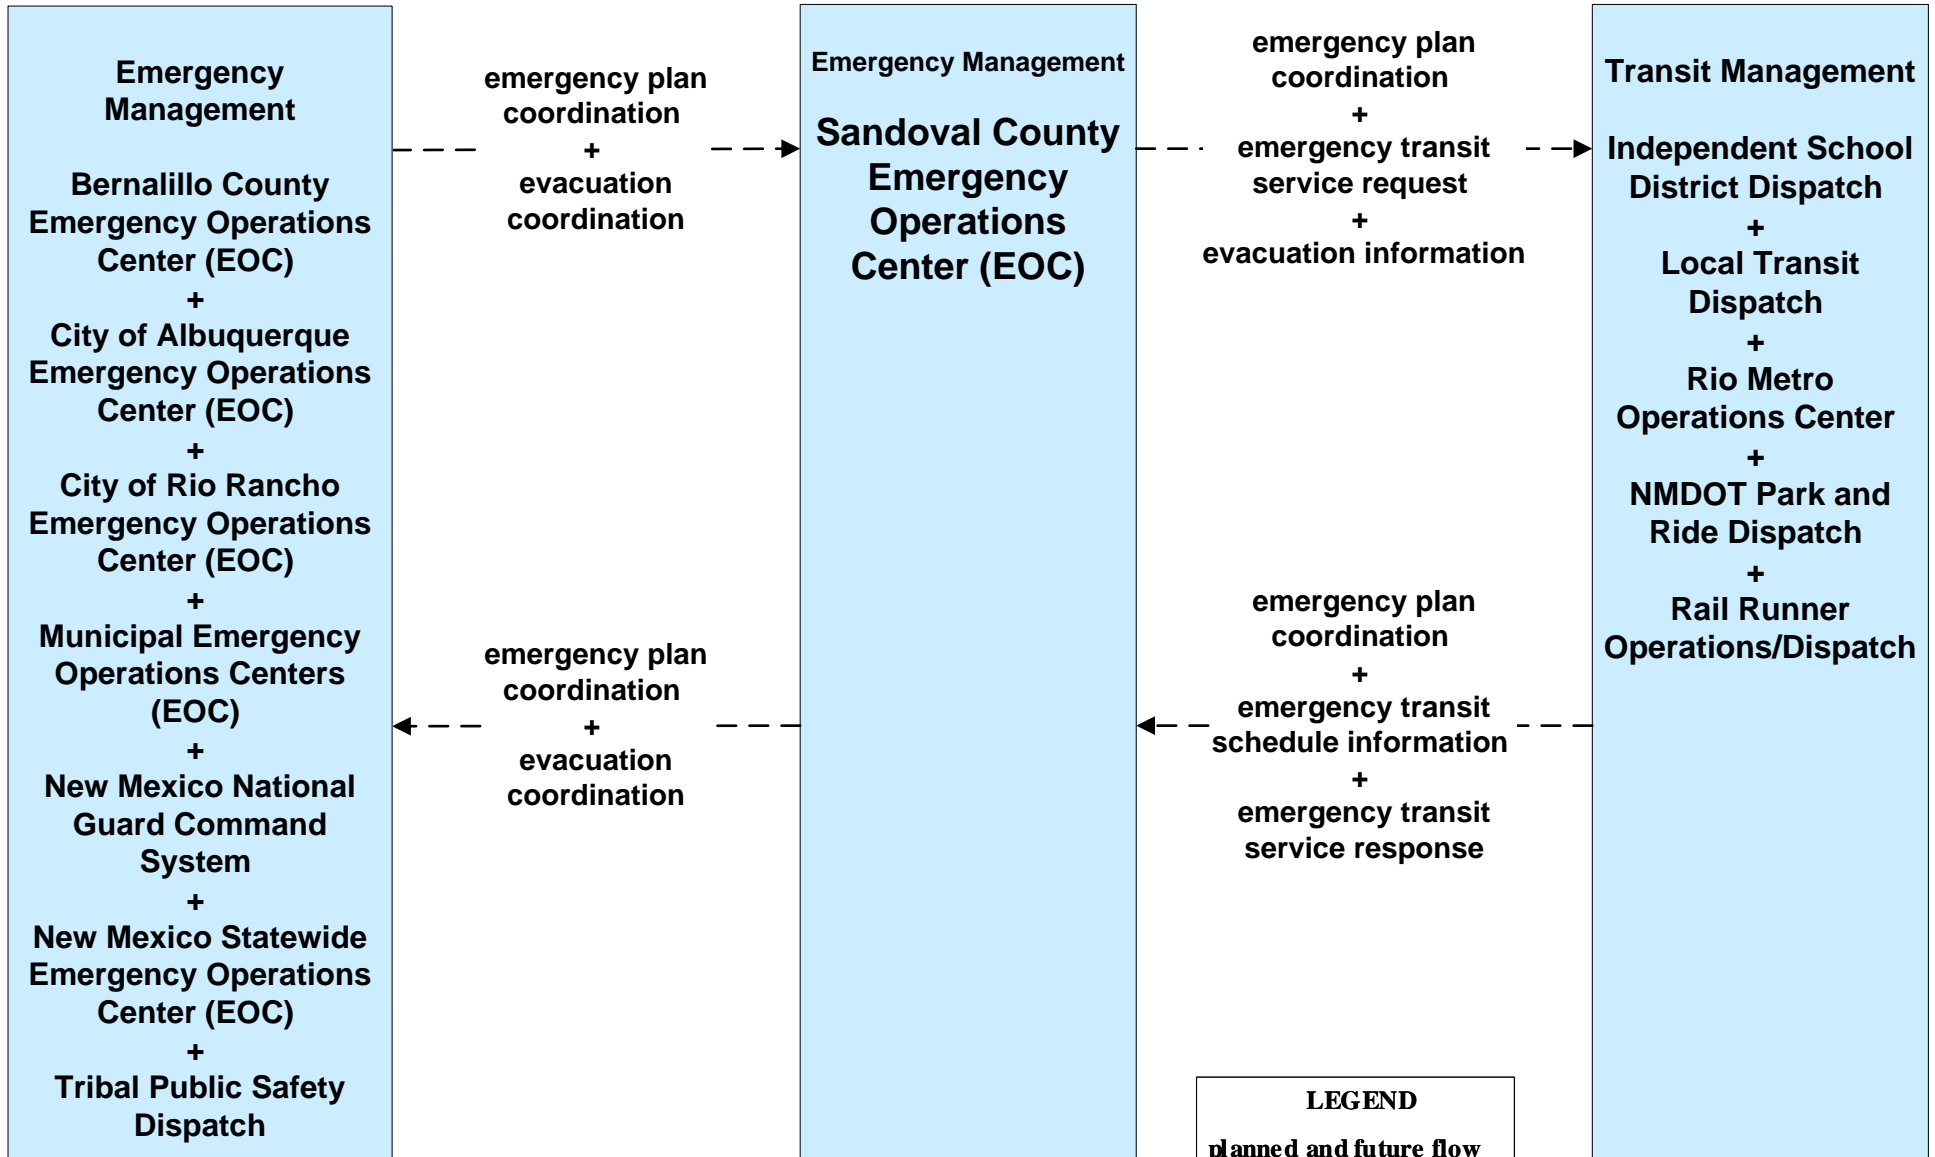 Emergency
Management
Bernalillo County
Emergency Operations
Center (EOC)
+
City of Albuquerque
Emergency Operations
Center (EOC)
+
City of Rio Rancho
Emergency Operations
Center (EOC)
+
Municipal Emergency
Operations Centers
(EOC)
+
New Mexico National
Guard Command
System
+
New Mexico Statewide
Emergency Operations
Center (EOC)
+
Tribal Public Safety
Dispatch
emergency plan
coordination
+
evacuation
coordination
emergency plan
coordination
+
evacuation
coordination
Emergency Management
Sandoval County
Emergency
Operations
Center (EOC)
emergency plan
coordination
+
emergency transit
service request
+
evacuation information
emergency plan
coordination
+
emergency transit
schedule information
+
emergency transit
service response
Transit Management
Independent School
District Dispatch
+
Local Transit
Dispatch
+
Rio Metro
Operations Center
+
NMDOT Park and
Ride Dispatch
+
Rail Runner
Operations/Dispatch
LEGEND
planned and future flow